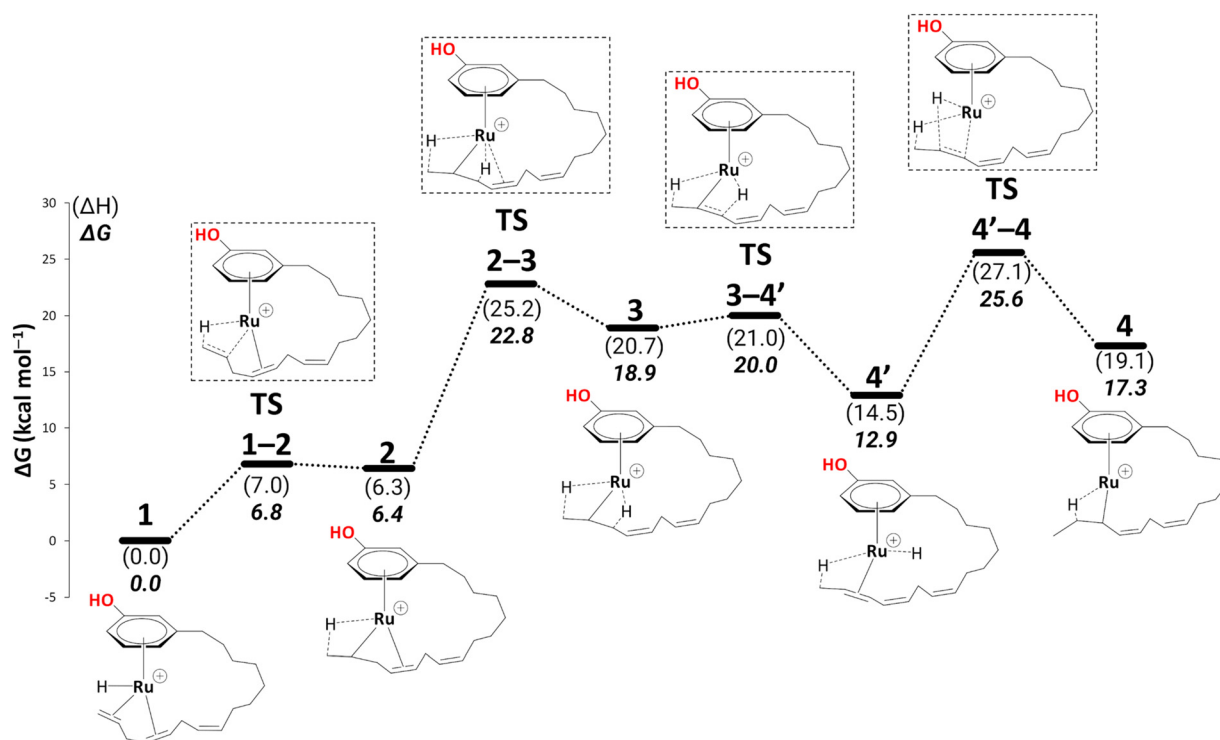 HO
Ru
+
H
H
TS
2–3
(25.2)
22.8
HO
Ru
+
H
H
TS
3–4’
(21.0)
20.0
HO
H
Ru
+
H
TS
4’–4
(27.1)
25.6
HO
Ru
+
H
TS
1–2
(7.0)
6.8
ΔG (kcal mol⁻¹)
30
25
20
15
10
5
0
-5
(ΔH)
ΔG
1
(0.0)
0.0
2
(6.3)
6.4
3
(20.7)
18.9
4’
(14.5)
12.9
4
(19.1)
17.3
HO
Ru
+
H
HO
Ru
+
H
HO
Ru
+
H
H
HO
Ru
+
H
H
HO
Ru
+
H